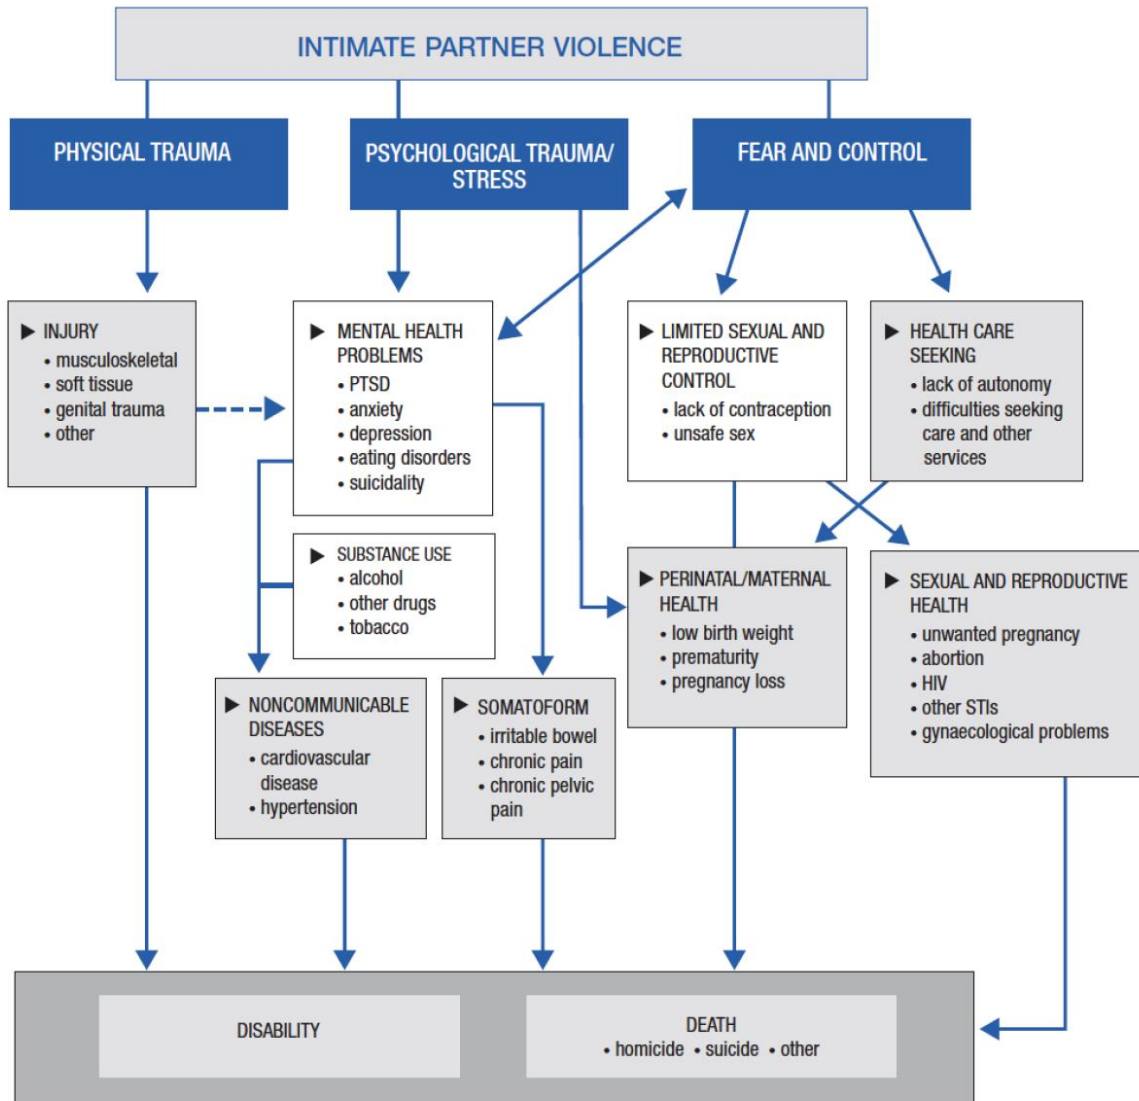 INTIMATE PARTNER VIOLENCE
PHYSICAL TRAUMA
PSYCHOLOGICAL TRAUMA/
STRESS
FEAR AND CONTROL
▶ INJURY
• musculoskeletal
• soft tissue
• genital trauma
• other
▶ MENTAL HEALTH
PROBLEMS
• PTSD
• anxiety
• depression
• eating disorders
• suicidality
▶ LIMITED SEXUAL AND
REPRODUCTIVE
CONTROL
• lack of contraception
• unsafe sex
▶ HEALTH CARE
SEEKING
• lack of autonomy
• difficulties seeking
care and other
services
▶ SUBSTANCE USE
• alcohol
• other drugs
• tobacco
▶ PERINATAL/MATERNAL
HEALTH
• low birth weight
• prematurity
• pregnancy loss
▶ SEXUAL AND REPRODUCTIVE
HEALTH
• unwanted pregnancy
• abortion
• HIV
• other STIs
• gynaecological problems
▶ NONCOMMUNICABLE
DISEASES
• cardiovascular
disease
• hypertension
▶ SOMATOFORM
• irritable bowel
• chronic pain
• chronic pelvic
pain
DISABILITY
DEATH
• homicide • suicide • other